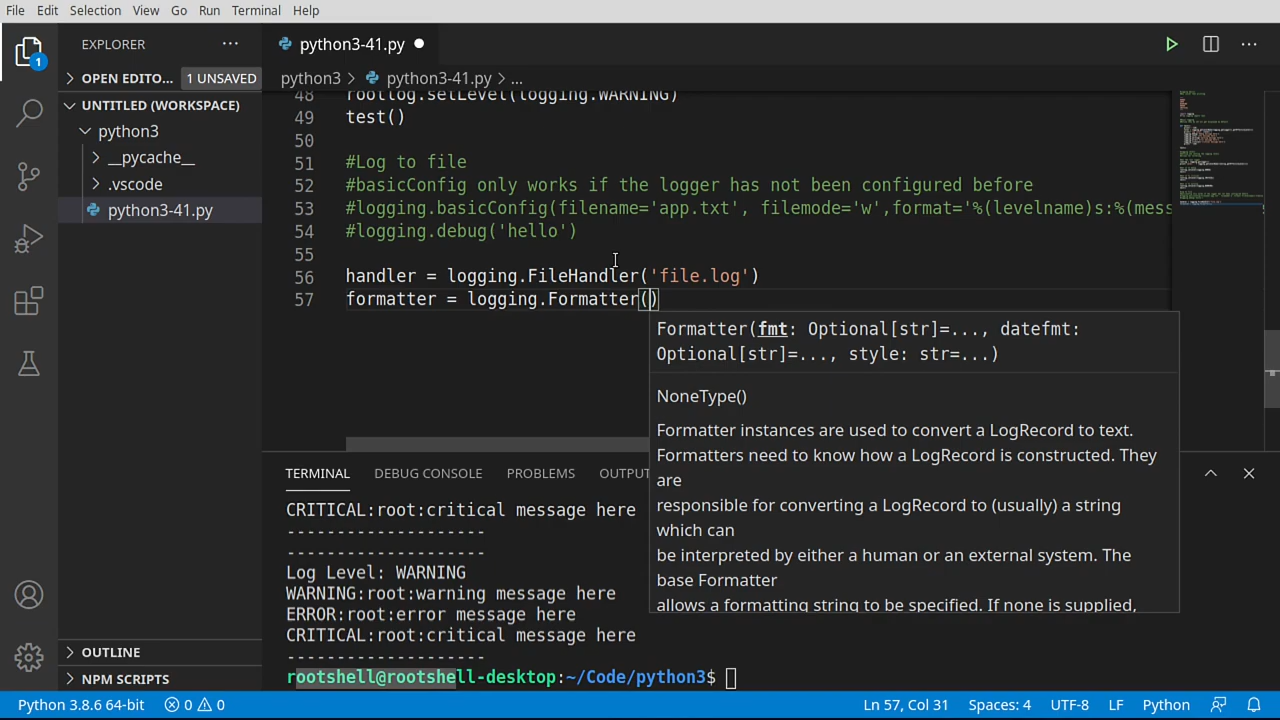 File Edit Selection View Go Run Terminal Help
EXPLORER
python3-41.py
OPEN EDITO... 1 UNSAVED
python3 > python3-41.py > ...
UNTITLED (WORKSPACE)
python3
__pycache__
.vscode
python3-41.py
1
48 rootlog.setLevel(logging.WARNING)
49 test()
50
51 #Log to file
52 #basicConfig only works if the logger has not been configured before
53 #logging.basicConfig(filename='app.txt', filemode='w',format='%(levelname)s:%(mess
54 #logging.debug('hello')
55
56 handler = logging.FileHandler('file.log')
57 formatter = logging.Formatter()
Formatter(fmt: Optional[str]=..., datefmt:
Optional[str]=..., style: str=...)
NoneType()
Formatter instances are used to convert a LogRecord to text.
Formatters need to know how a LogRecord is constructed. They
are
responsible for converting a LogRecord to (usually) a string
which can
be interpreted by either a human or an external system. The
base Formatter
allows a formatting string to be specified. If none is supplied,
TERMINAL DEBUG CONSOLE PROBLEMS OUTPU
CRITICAL:root:critical message here
--------------------
--------------------
Log Level: WARNING
WARNING:root:warning message here
ERROR:root:error message here
CRITICAL:root:critical message here
--------------------
rootshell@rootshell-desktop:~/Code/python3$
OUTLINE
NPM SCRIPTS
Python 3.8.6 64-bit 0 0 Ln 57, Col 31 Spaces: 4 UTF-8 LF Python